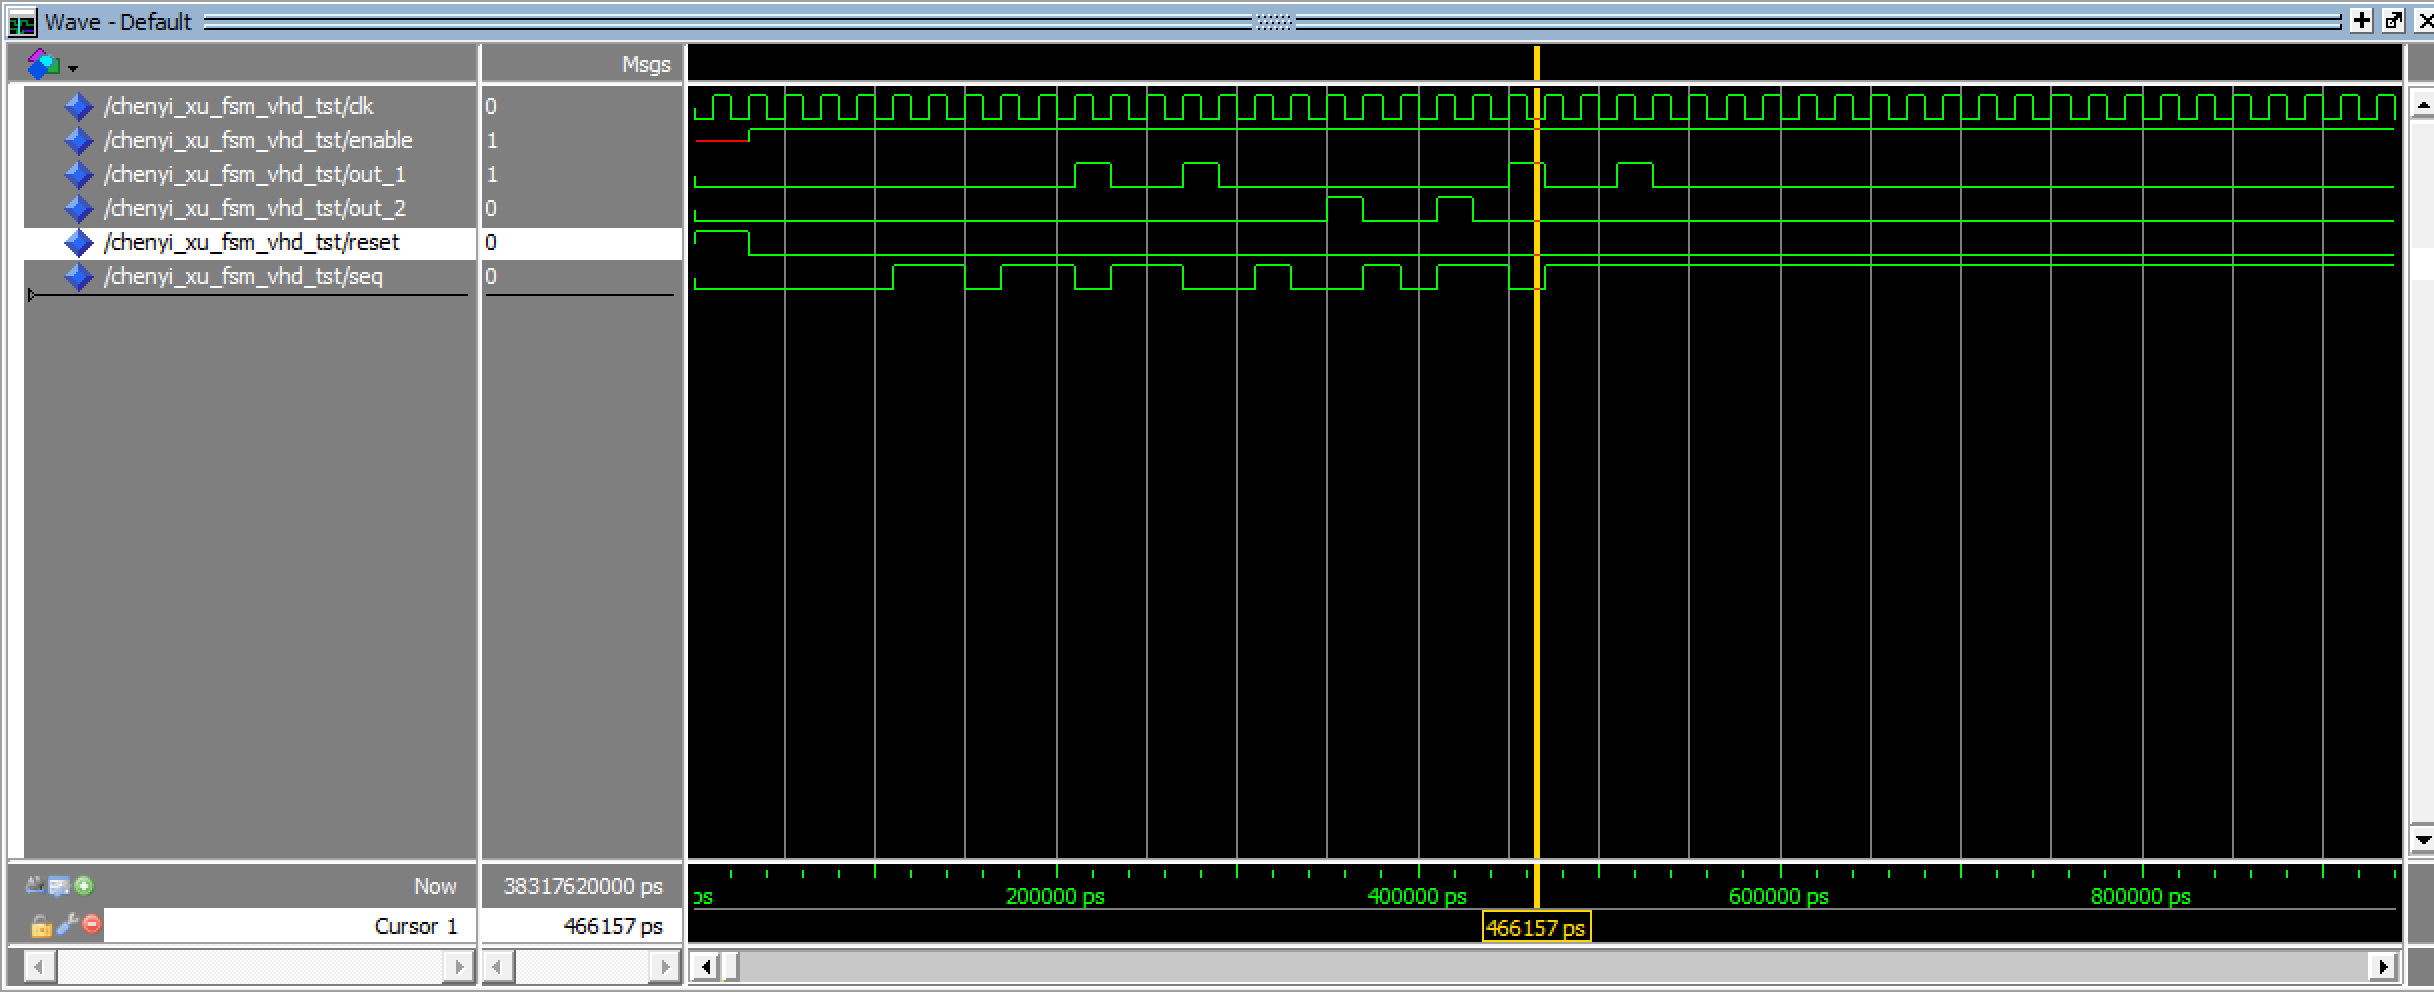 Wave - Default
Msgs
/chenyi_xu_fsm_vhd_tst/clk 0
/chenyi_xu_fsm_vhd_tst/enable 1
/chenyi_xu_fsm_vhd_tst/out_1 1
/chenyi_xu_fsm_vhd_tst/out_2 0
/chenyi_xu_fsm_vhd_tst/reset 0
/chenyi_xu_fsm_vhd_tst/seq 0
Now 38317620000 ps
ps 200000 ps 400000 ps 600000 ps 800000 ps
Cursor 1 466157 ps
466157 ps